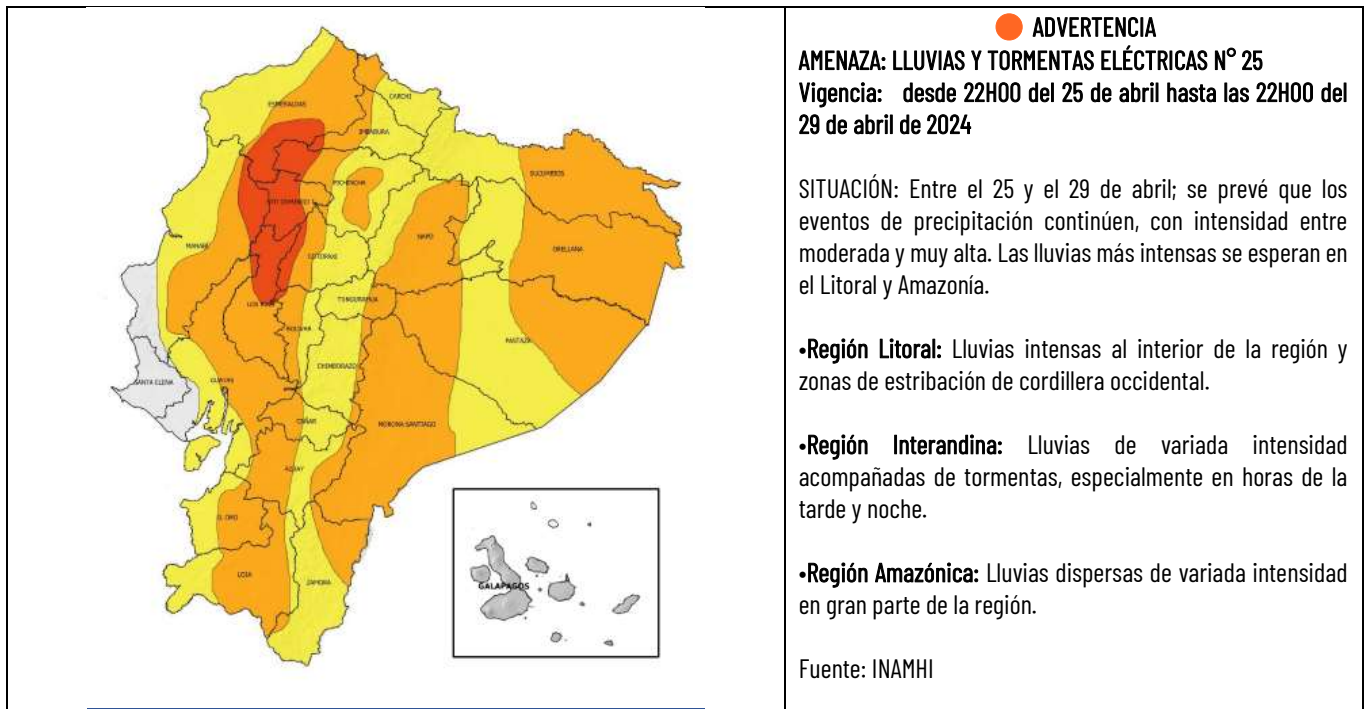 ESMERALDAS
CARCHI
IMBABURA
SUCUMBIOS
PICHINCHA
STO DOMINGO
NAPO
ORELLANA
MANABI
COTOPAXI
LOS RIOS
TUNGURAHUA
BOLIVAR
PASTAZA
CHIMBORAZO
SANTA ELENA
GUAYAS
CAÑAR
MORONA SANTIAGO
AZUAY
EL ORO
LOJA
ZAMORA
GALAPAGOS
ADVERTENCIA
AMENAZA: LLUVIAS Y TORMENTAS ELÉCTRICAS N° 25
Vigencia: desde 22H00 del 25 de abril hasta las 22H00 del
29 de abril de 2024
SITUACIÓN: Entre el 25 y el 29 de abril; se prevé que los
eventos de precipitación continúen, con intensidad entre
moderada y muy alta. Las lluvias más intensas se esperan en
el Litoral y Amazonía.
•Región Litoral: Lluvias intensas al interior de la región y
zonas de estribación de cordillera occidental.
•Región Interandina: Lluvias de variada intensidad
acompañadas de tormentas, especialmente en horas de la
tarde y noche.
•Región Amazónica: Lluvias dispersas de variada intensidad
en gran parte de la región.
Fuente: INAMHI